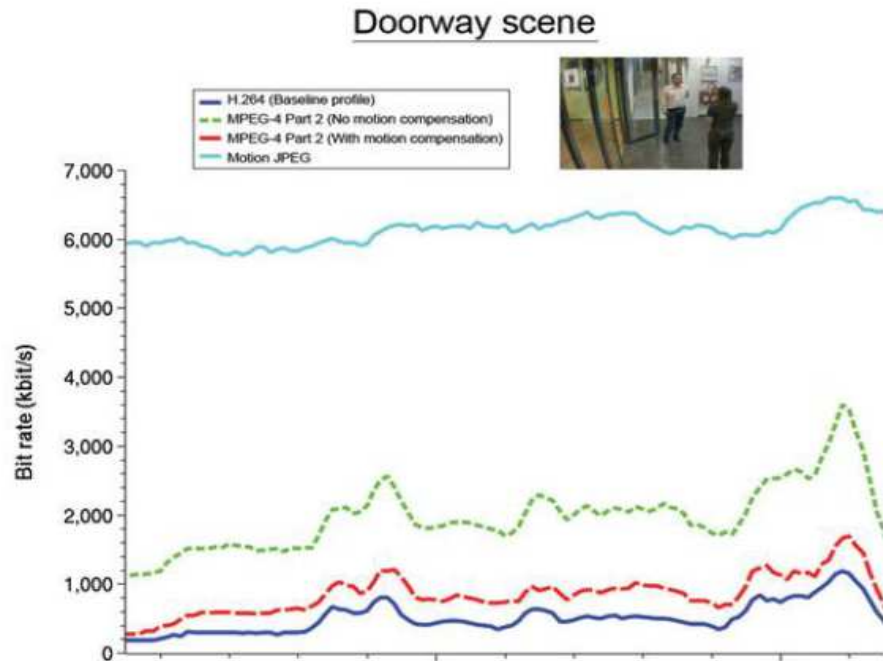 Doorway scene
H.264 (Baseline profile)
MPEG-4 Part 2 (No motion compensation)
MPEG-4 Part 2 (With motion compensation)
Motion JPEG
Bit rate (kbit/s)
7,000
6,000
5,000
4,000
3,000
2,000
1,000
0